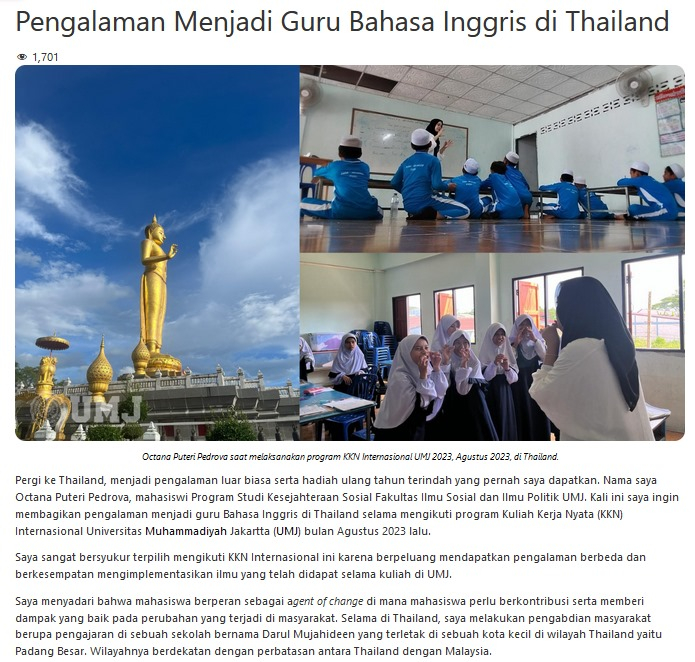 Pengalaman Menjadi Guru Bahasa Inggris di Thailand
1,701
UMJ
Octana Puteri Pedrova saat melaksanakan program KKN Internasional UMJ 2023, Agustus 2023, di Thailand.
Pergi ke Thailand, menjadi pengalaman luar biasa serta hadiah ulang tahun terindah yang pernah saya dapatkan. Nama saya
Octana Puteri Pedrova, mahasiswi Program Studi Kesejahteraan Sosial Fakultas Ilmu Sosial dan Ilmu Politik UMJ. Kali ini saya ingin
membagikan pengalaman menjadi guru Bahasa Inggris di Thailand selama mengikuti program Kuliah Kerja Nyata (KKN)
Internasional Universitas Muhammadiyah Jakartta (UMJ) bulan Agustus 2023 lalu.
Saya sangat bersyukur terpilih mengikuti KKN Internasional ini karena berpeluang mendapatkan pengalaman berbeda dan
berkesempatan mengimplementasikan ilmu yang telah didapat selama kuliah di UMJ.
Saya menyadari bahwa mahasiswa berperan sebagai agent of change di mana mahasiswa perlu berkontribusi serta memberi
dampak yang baik pada perubahan yang terjadi di masyarakat. Selama di Thailand, saya melakukan pengabdian masyarakat
berupa pengajaran di sebuah sekolah bernama Darul Mujahideen yang terletak di sebuah kota kecil di wilayah Thailand yaitu
Padang Besar. Wilayahnya berdekatan dengan perbatasan antara Thailand dengan Malaysia.